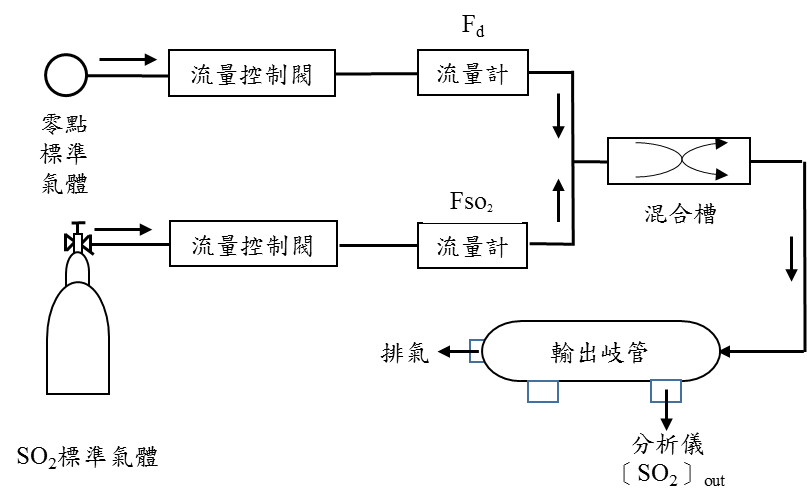 F_d
流量控制閥
流量計
零點
標準
氣體
Fso₂
流量控制閥
流量計
混合槽
SO₂標準氣體
排氣
輸出歧管
分析儀
〔SO₂〕out